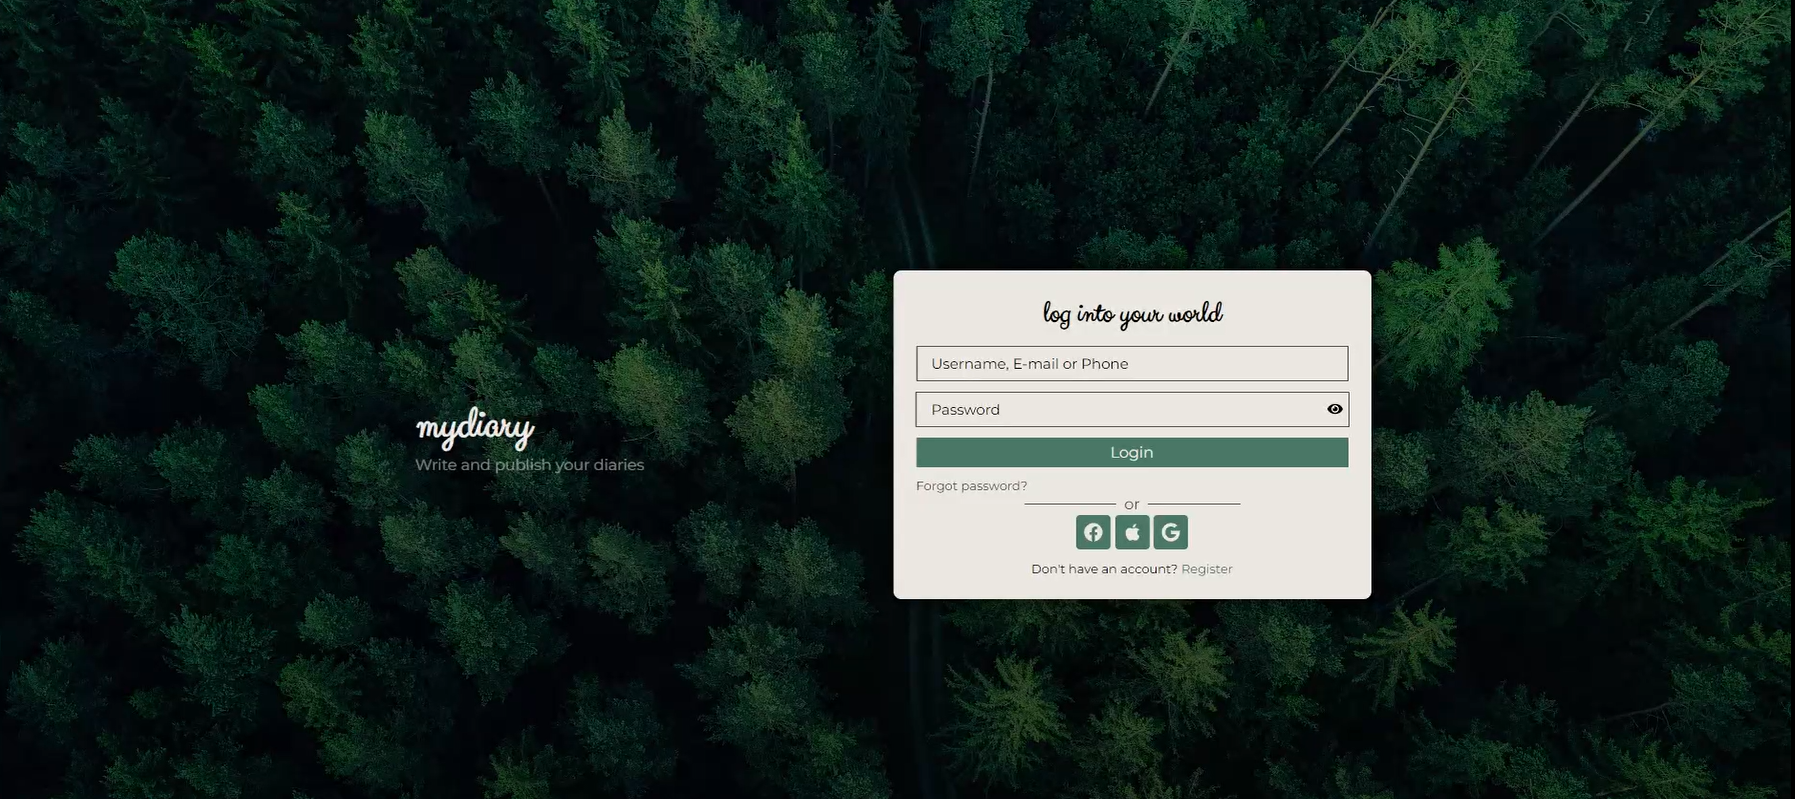 mydiary
Write and publish your diaries
log into your world
Username, E-mail or Phone
Password
Login
Forgot password?
or
Don't have an account? Register